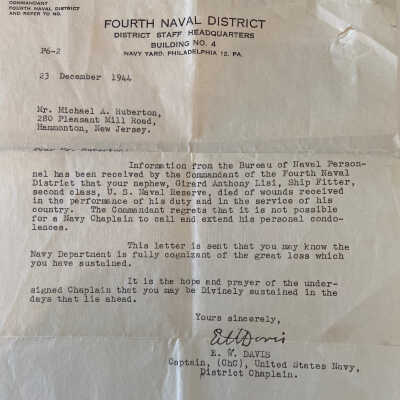 COMMANDANT
FOURTH NAVAL DISTRICT
AND REFER TO NO.
FOURTH NAVAL DISTRICT
DISTRICT STAFF HEADQUARTERS
BUILDING NO. 4
NAVY YARD, PHILADELPHIA 12, PA.
P6-2
23 December 1944
Mr. Michael A. Ruberton,
280 Pleasant Mill Road,
Hammonton, New Jersey.
Dear Mr. Ruberton:
Information from the Bureau of Naval Person-
nel has been received by the Commandant of the Fourth Naval
District that your nephew, Girard Anthony Lisi, Ship Fitter,
second class, U. S. Naval Reserve, died of wounds received
in the performance of his duty and in the service of his
country. The Commandant regrets that it is not possible
for a Navy Chaplain to call and extend his personal condo-
lences.
This letter is sent that you may know the
Navy Department is fully cognizant of the great loss which
you have sustained.
It is the hope and prayer of the under-
signed Chaplain that you may be Divinely sustained in the
days that lie ahead.
Yours sincerely,
EWDavis
E. W. DAVIS
Captain, (ChC), United States Navy,
District Chaplain.